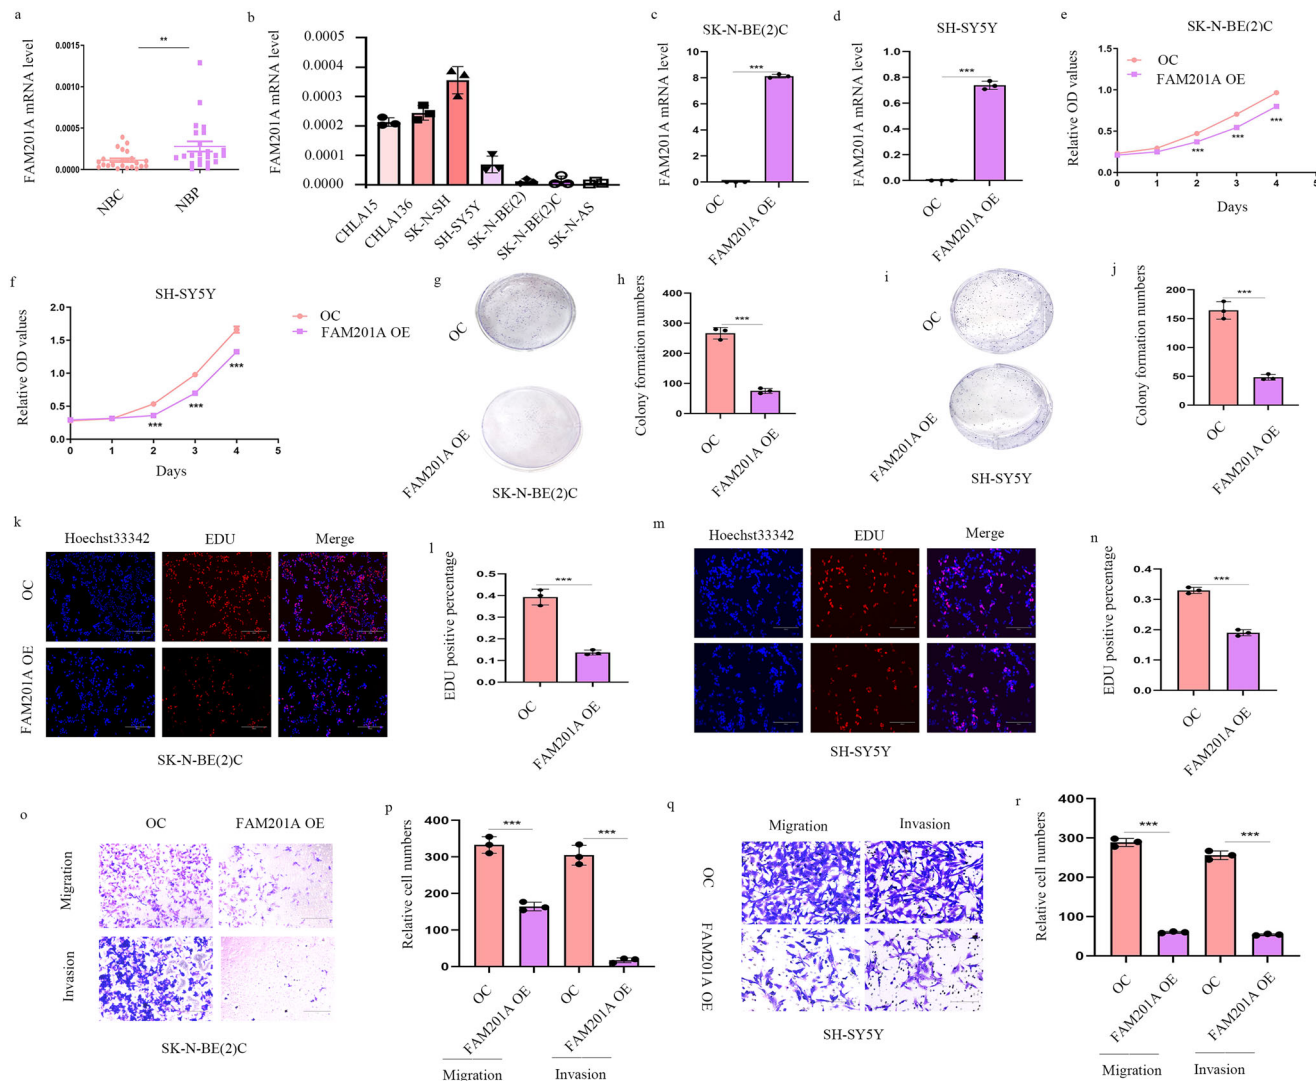 a
FAM201A mRNA level
0.0015
0.0010
0.0005
0.0000
**
NBC
NBP
b
FAM201A mRNA level
0.0005
0.0004
0.0003
0.0002
0.0001
0.0000
CHLA15
CHLA136
SK-N-SH
SH-SY5Y
SK-N-BE(2)
SK-N-BE(2)C
SK-N-AS
c
SK-N-BE(2)C
FAM201A mRNA level
10
8
6
4
2
0
***
OC
FAM201A OE
d
SH-SY5Y
FAM201A mRNA level
1.0
0.8
0.6
0.4
0.2
0.0
***
OC
FAM201A OE
e
SK-N-BE(2)C
Relative OD values
1.5
1.0
0.5
0.0
OC
FAM201A OE
***
***
***
0 1 2 3 4 5
Days
f
SH-SY5Y
Relative OD values
2.0
1.5
1.0
0.5
0.0
OC
FAM201A OE
***
***
***
0 1 2 3 4 5
Days
g
OC
FAM201A OE
SK-N-BE(2)C
h
Colony formation numbers
400
300
200
100
0
***
OC
FAM201A OE
i
OC
FAM201A OE
SH-SY5Y
j
Colony formation numbers
200
150
100
50
0
***
OC
FAM201A OE
k
Hoechst33342 EDU Merge
OC
FAM201A OE
SK-N-BE(2)C
l
EDU positive percentage
0.5
0.4
0.3
0.2
0.1
0.0
***
OC
FAM201A OE
m
Hoechst33342 EDU Merge
SH-SY5Y
n
EDU positive percentage
0.4
0.3
0.2
0.1
0.0
***
OC
FAM201A OE
o
OC FAM201A OE
Migration
Invasion
SK-N-BE(2)C
p
Relative cell numbers
400
300
200
100
0
***
***
OC
FAM201A OE
OC
FAM201A OE
Migration Invasion
q
Migration Invasion
OC
FAM201A OE
SH-SY5Y
r
Relative cell numbers
400
300
200
100
0
***
***
OC
FAM201A OE
OC
FAM201A OE
Migration Invasion